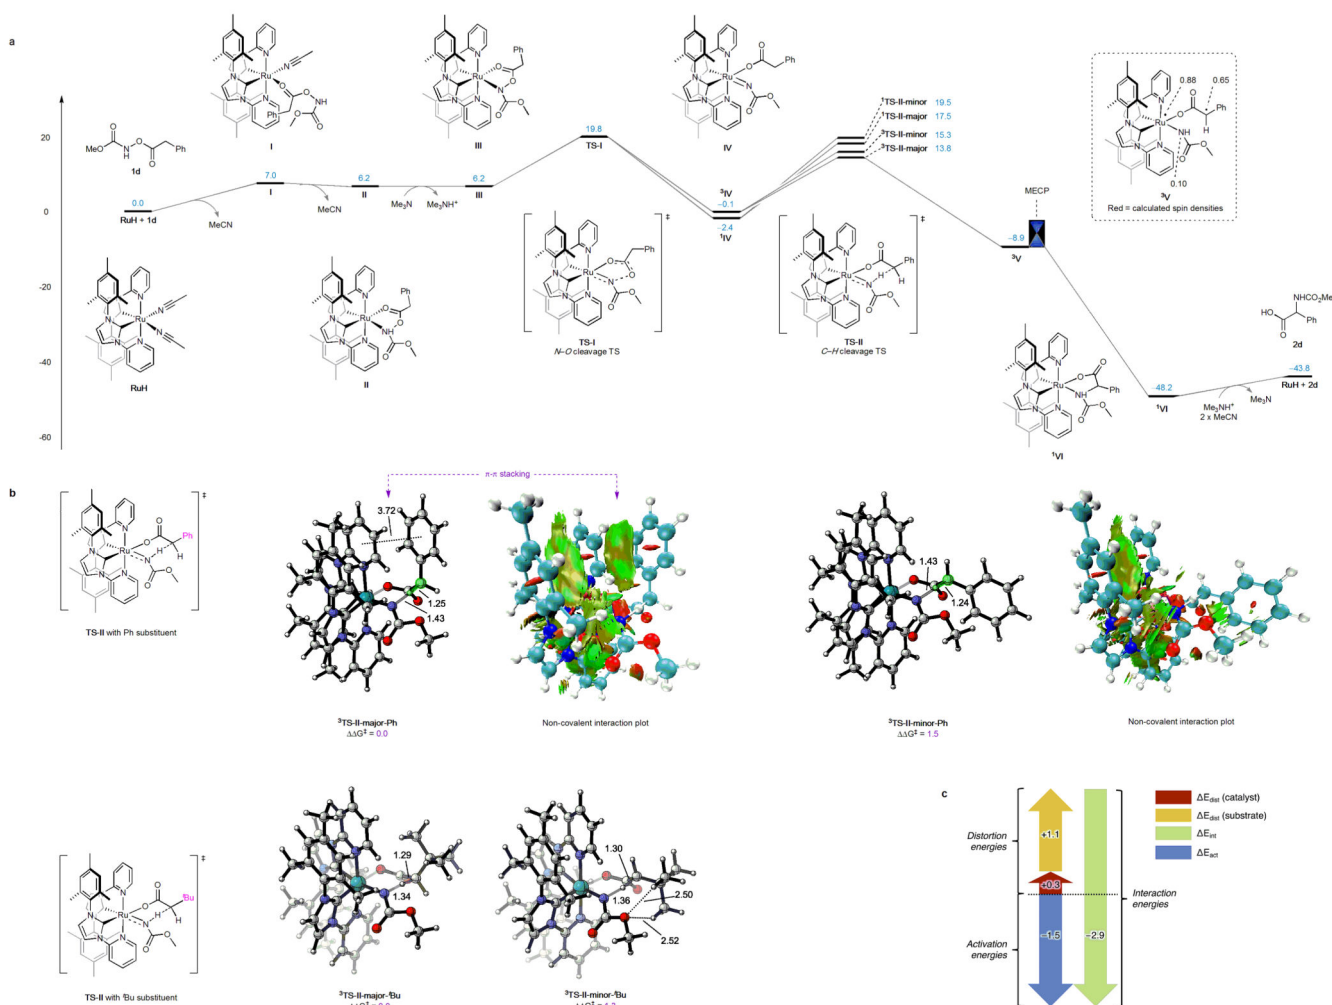 a
20
0
−20
−40
−60
MeO
O
N
H
O
O
Ph
1d
0.0
RuH + 1d
MeCN
RuH
I
7.0
I
MeCN
6.2
II
Me₃N
Me₃NH⁺
II
III
6.2
III
19.8
TS-I
‡
TS-I
N–O cleavage TS
IV
³IV
−0.1
−2.4
¹IV
¹TS-II-minor 19.5
¹TS-II-major 17.5
³TS-II-minor 15.3
³TS-II-major 13.8
‡
TS-II
C–H cleavage TS
0.88
0.65
0.10
³V
Red = calculated spin densities
MECP
−8.9
³V
¹VI
−48.2
¹VI
Me₃NH⁺
2 x MeCN
Me₃N
NHCO₂Me
HO
Ph
O
2d
−43.8
RuH + 2d
b
‡
TS-II with Ph substituent
π-π stacking
3.72
1.25
1.43
³TS-II-major-Ph
ΔΔG‡ = 0.0
Non-covalent interaction plot
1.43
1.24
³TS-II-minor-Ph
ΔΔG‡ = 1.5
Non-covalent interaction plot
‡
ᵗBu
TS-II with ᵗBu substituent
1.29
1.34
³TS-II-major-ᵗBu
1.30
1.36
2.50
2.52
³TS-II-minor-ᵗBu
c
Distortion
energies
Activation
energies
+1.1
+0.3
−1.5
−2.9
Interaction
energies
ΔE_dist (catalyst)
ΔE_dist (substrate)
ΔE_int
ΔE_act